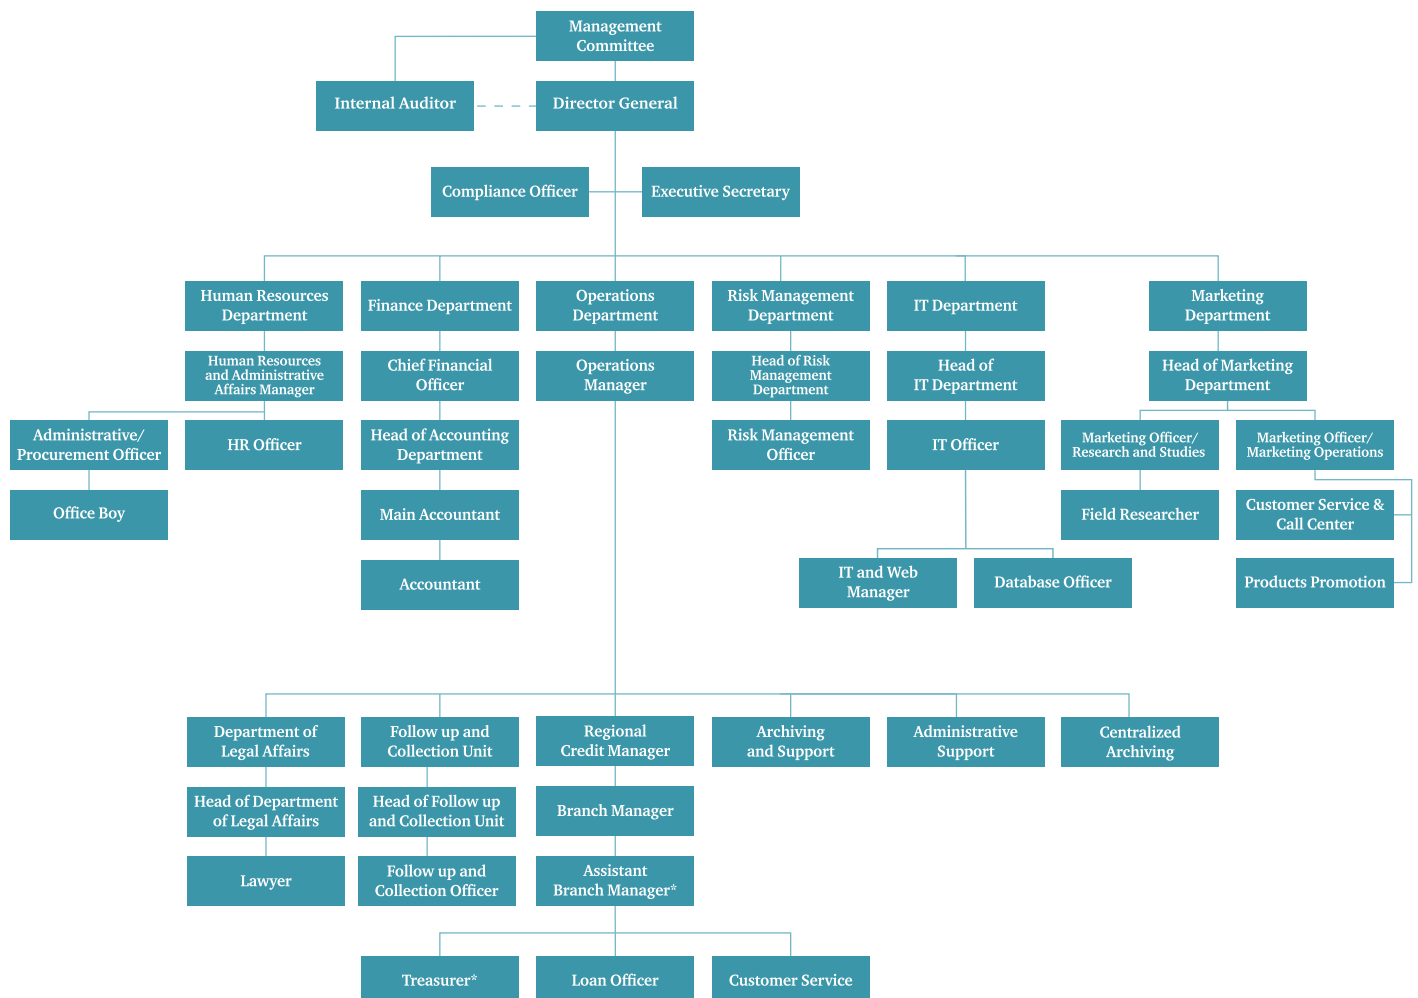 Management
Committee
Internal Auditor
Director General
Compliance Officer
Executive Secretary
Human Resources
Department
Finance Department
Operations
Department
Risk Management
Department
IT Department
Marketing
Department
Human Resources
and Administrative
Affairs Manager
Chief Financial
Officer
Operations
Manager
Head of Risk
Management
Department
Head of
IT Department
Head of Marketing
Department
Administrative/
Procurement Officer
HR Officer
Head of Accounting
Department
Risk Management
Officer
IT Officer
Marketing Officer/
Research and Studies
Marketing Officer/
Marketing Operations
Office Boy
Main Accountant
Field Researcher
Customer Service &
Call Center
Accountant
IT and Web
Manager
Database Officer
Products Promotion
Department of
Legal Affairs
Follow up and
Collection Unit
Regional
Credit Manager
Archiving
and Support
Administrative
Support
Centralized
Archiving
Head of Department
of Legal Affairs
Head of Follow up
and Collection Unit
Branch Manager
Lawyer
Follow up and
Collection Officer
Assistant
Branch Manager*
Treasurer*
Loan Officer
Customer Service